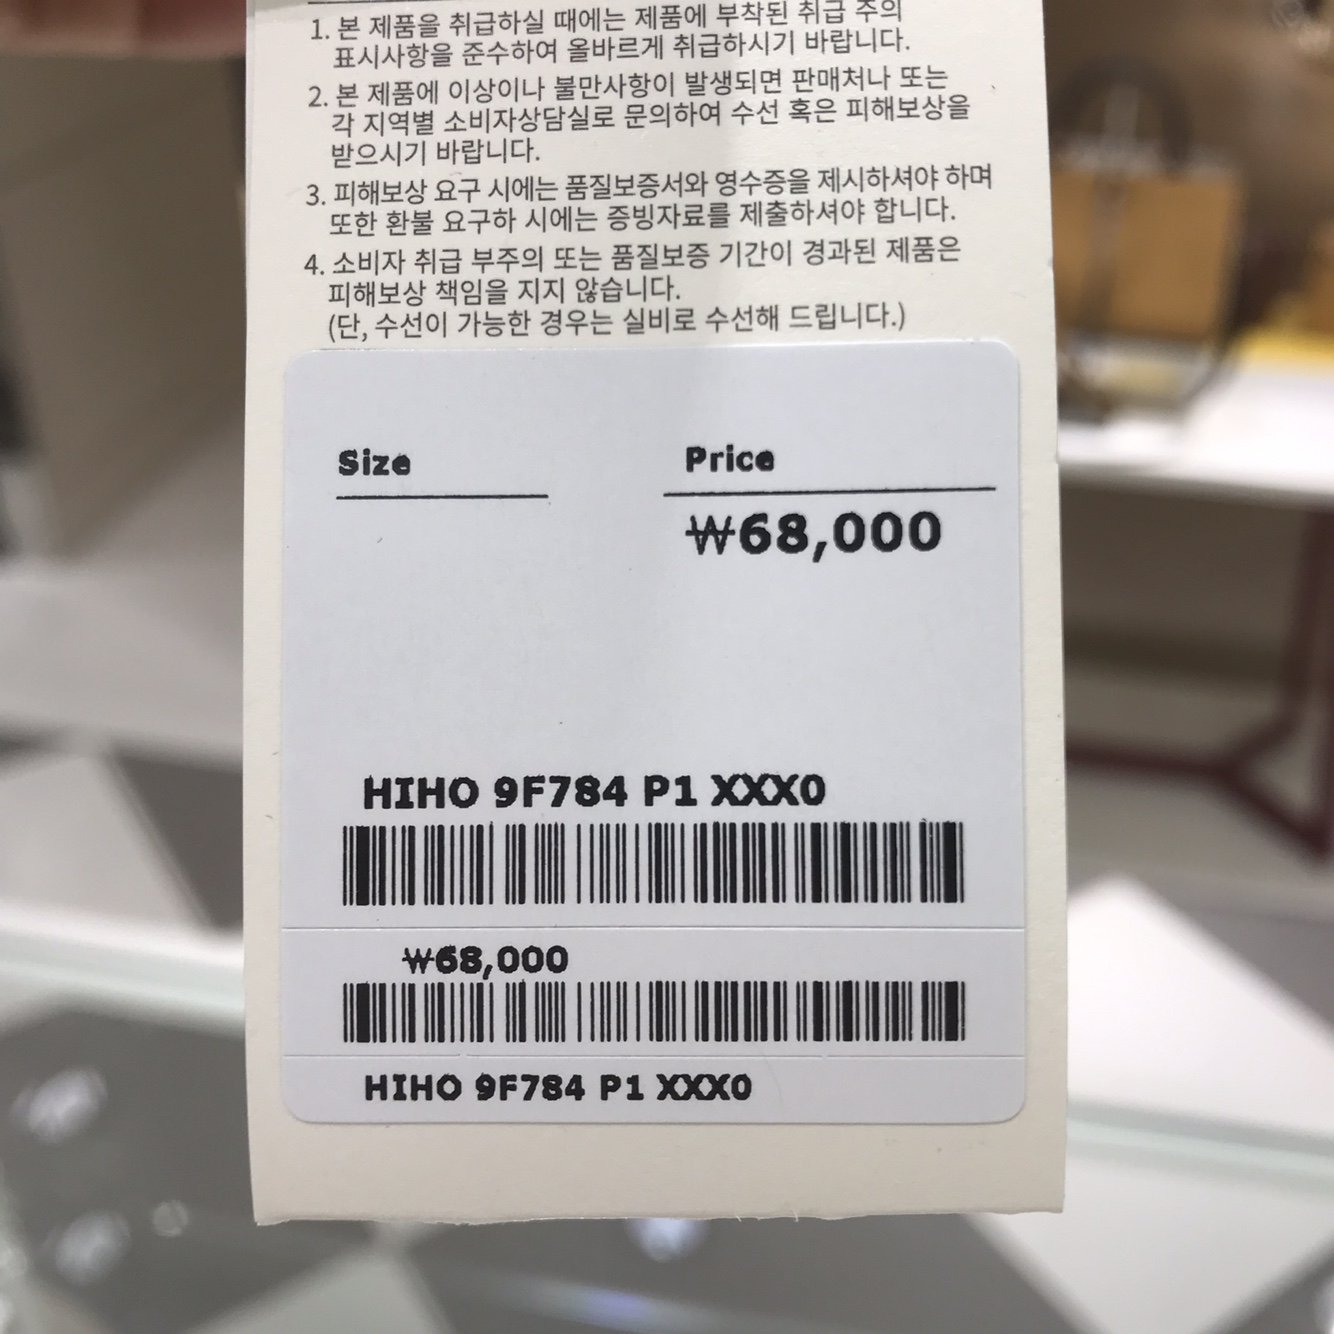 1. 본 제품을 취급하실 때에는 제품에 부착된 취급 주의
표시사항을 준수하여 올바르게 취급하시기 바랍니다.
2. 본 제품에 이상이나 불만사항이 발생되면 판매처나 또는
각 지역별 소비자상담실로 문의하여 수선 혹은 피해보상을
받으시기 바랍니다.
3. 피해보상 요구 시에는 품질보증서와 영수증을 제시하셔야 하며
또한 환불 요구하 시에는 증빙자료를 제출하셔야 합니다.
4. 소비자 취급 부주의 또는 품질보증 기간이 경과된 제품은
피해보상 책임을 지지 않습니다.
(단, 수선이 가능한 경우는 실비로 수선해 드립니다.)
Size Price
₩68,000
HIHO 9F784 P1 XXX0
₩68,000
HIHO 9F784 P1 XXX0